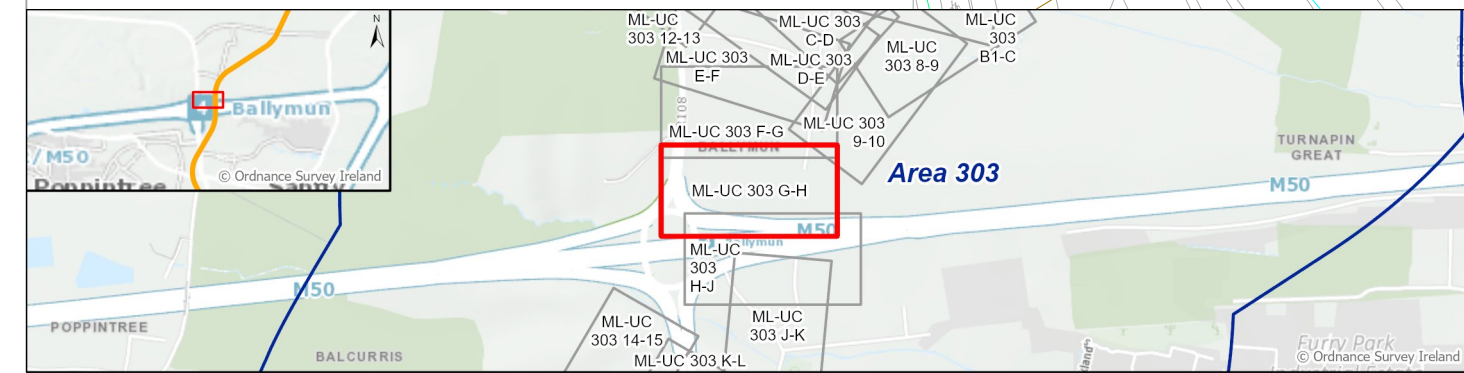 N
Ballymun
/ M50
Poppintree
© Ordnance Survey Ireland
ML-UC
303 12-13
ML-UC 303
C-D
ML-UC
303
B1-C
ML-UC
303 8-9
ML-UC 303
E-F
ML-UC 303
D-E
R108
ML-UC 303 F-G
BALLYMUN
ML-UC 303
9-10
Area 303
TURNAPIN
GREAT
ML-UC 303 G-H
M50
M50
ML-UC
303
H-J
M50
POPPINTREE
BALCURRIS
ML-UC
303 14-15
ML-UC
303 J-K
ML-UC 303 K-L
Furry Park
Industrial Estate
© Ordnance Survey Ireland